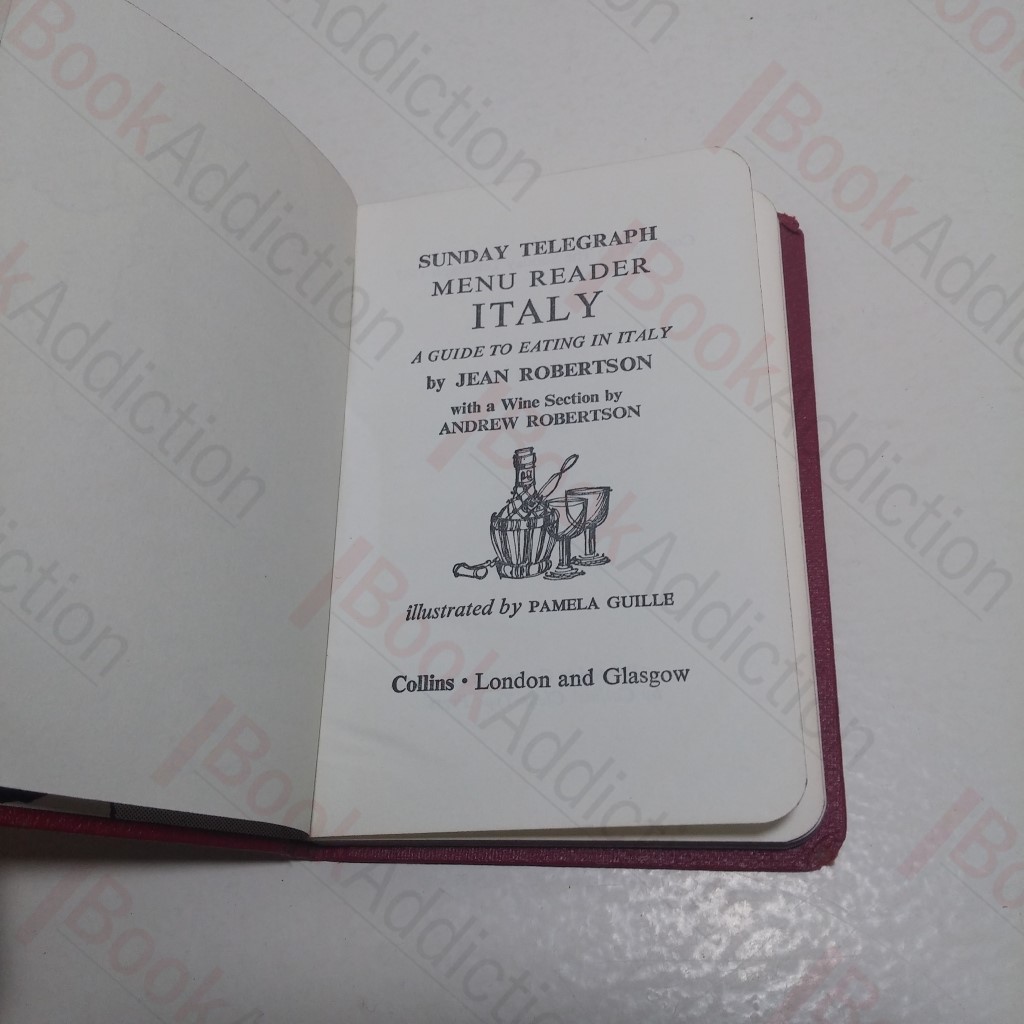 SUNDAY TELEGRAPH
MENU READER
ITALY
A GUIDE TO EATING IN ITALY
by JEAN ROBERTSON
with a Wine Section by
ANDREW ROBERTSON
illustrated by PAMELA GUILLE
Collins • London and Glasgow
BookAddiction